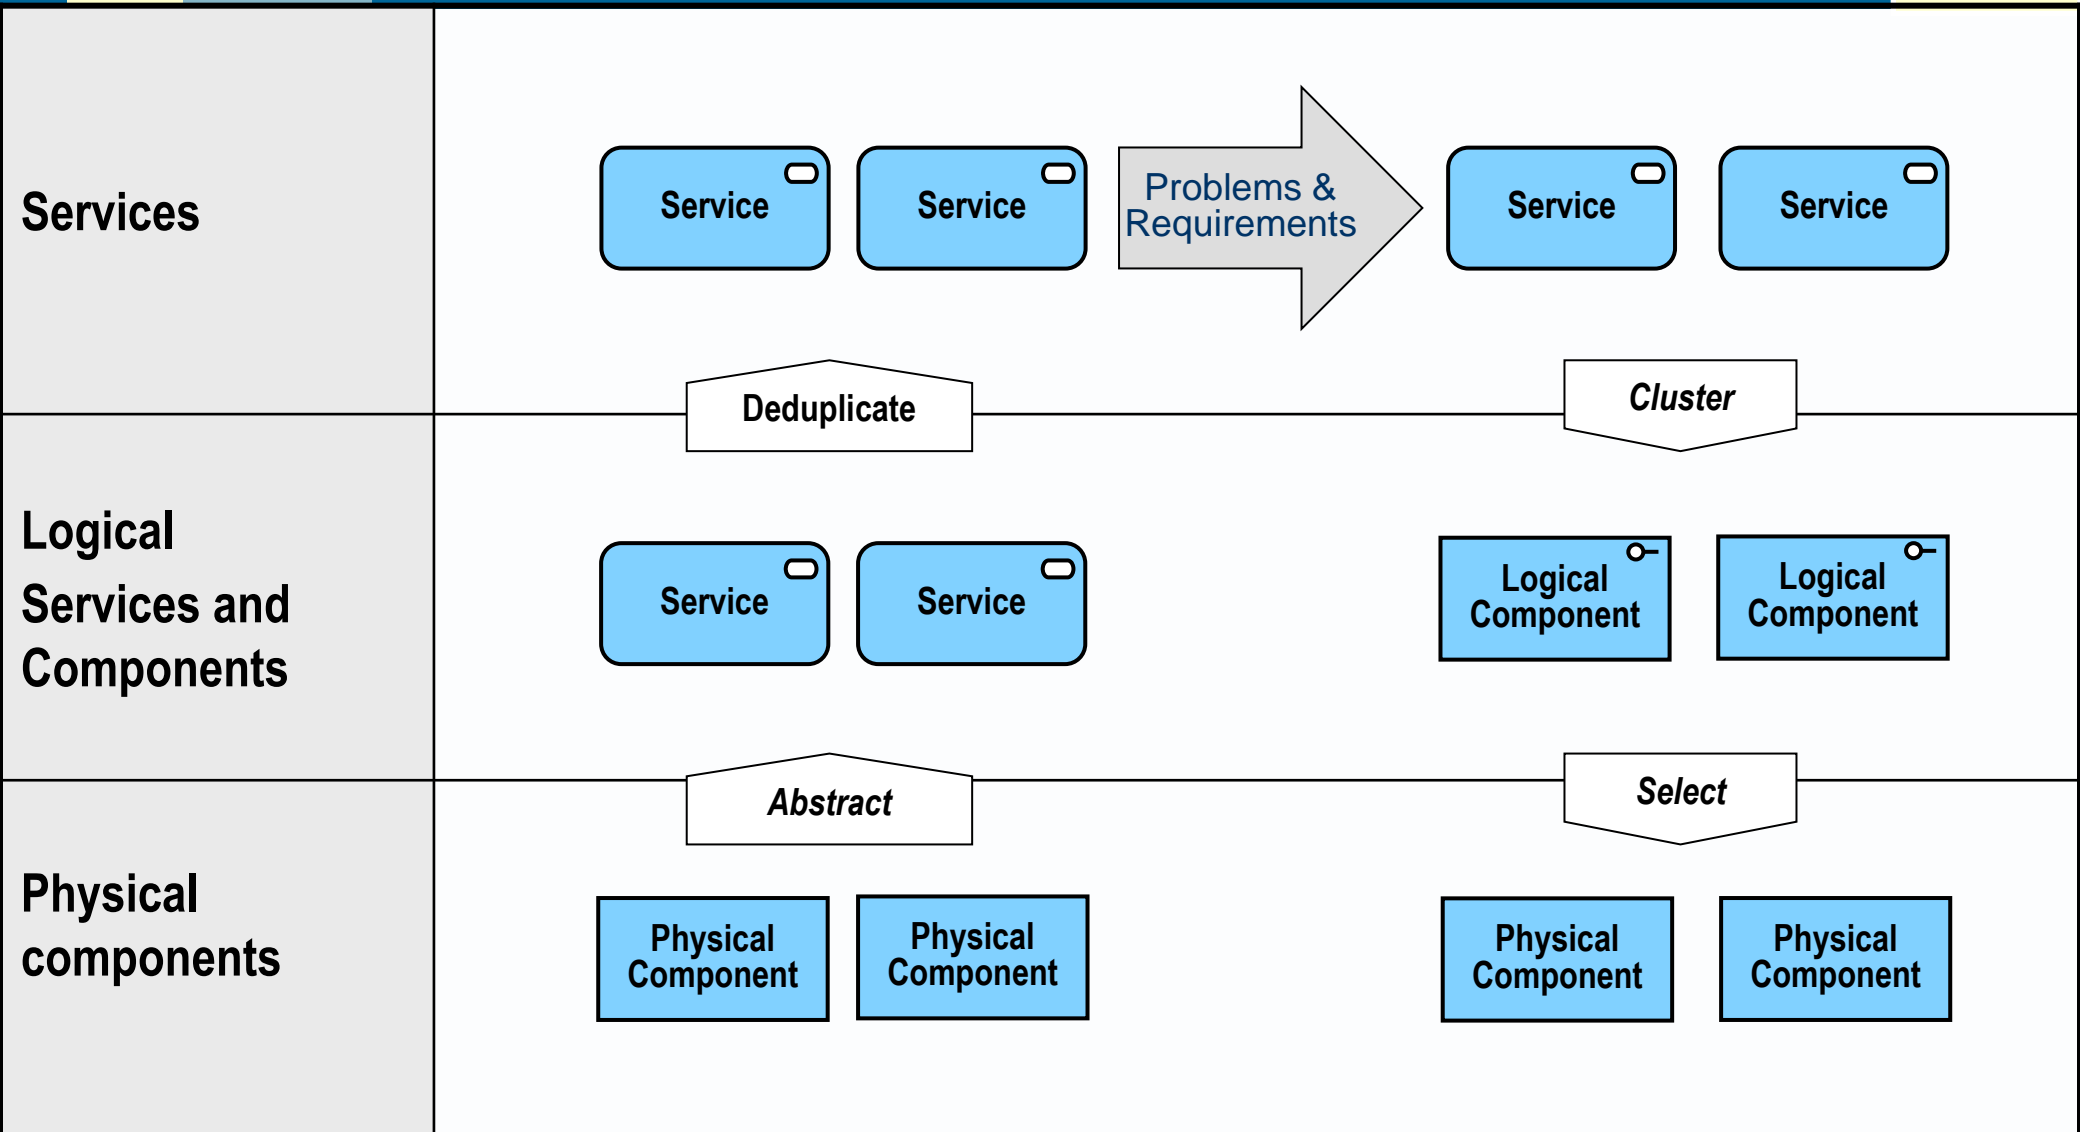 Services
Service
Service
Problems &
Requirements
Service
Service
Deduplicate
Cluster
Logical
Services and
Components
Service
Service
Logical
Component
Logical
Component
Abstract
Select
Physical
components
Physical
Component
Physical
Component
Physical
Component
Physical
Component